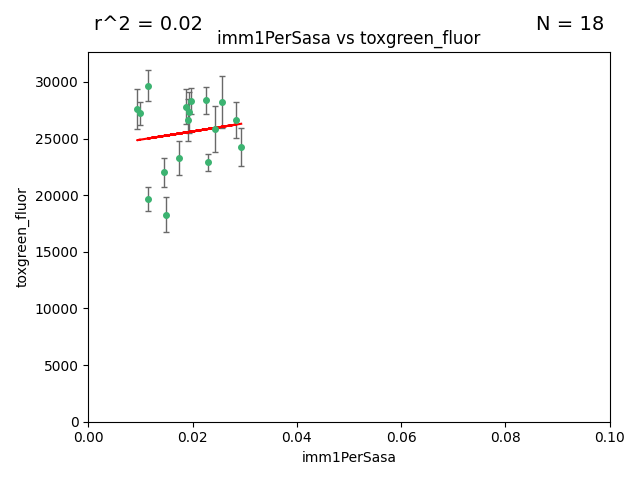 r^2 = 0.02
N = 18
imm1PerSasa vs toxgreen_fluor
30000
25000
20000
15000
10000
5000
0
toxgreen_fluor
0.00 0.02 0.04 0.06 0.08 0.10
imm1PerSasa